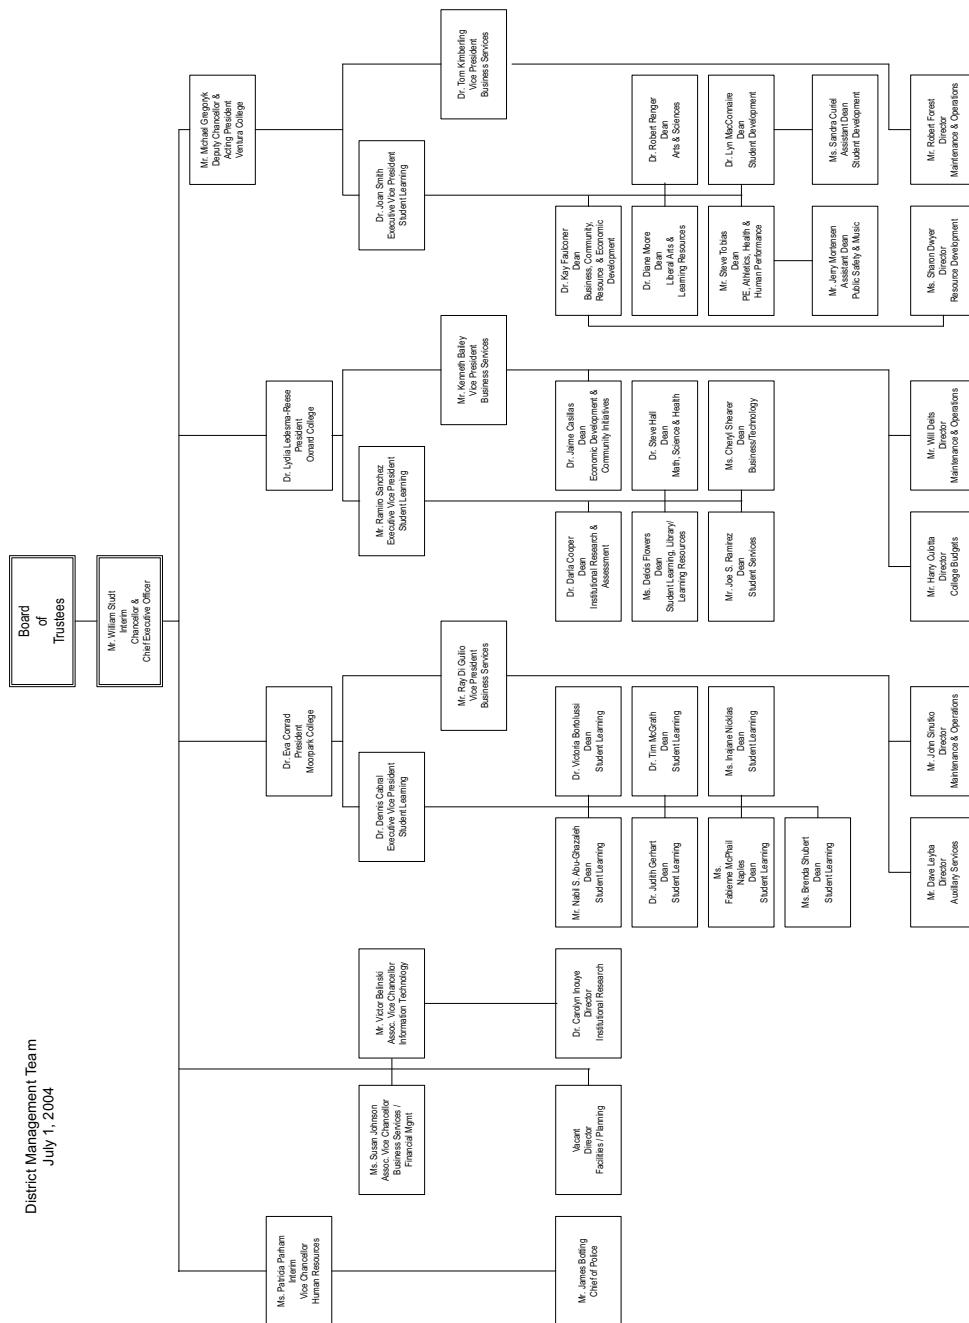 District Management Team
July 1, 2004
Board
of
Trustees
Mr. William Studt
Interim
Chancellor &
Chief Executive Officer
Ms. Patricia Parham
Interim
Vice Chancellor
Human Resources
Mr. James Botting
Chief of Police
Ms. Susan Johnson
Assoc. Vice Chancellor
Business Services /
Financial Mgmt
Mr. Victor Belinski
Assoc. Vice Chancellor
Information Technology
Vacant
Director
Facilities / Planning
Dr. Carolyn Inouye
Director
Institutional Research
Dr. Eva Conrad
President
Moorpark College
Dr. Dennis Cabral
Executive Vice President
Student Learning
Mr. Ray Di Guilio
Vice President
Business Services
Mr. Nabil S. Abu-Ghazaleh
Dean
Student Learning
Dr. Victoria Bortolussi
Dean
Student Learning
Dr. Judith Gerhart
Dean
Student Learning
Dr. Tim McGrath
Dean
Student Learning
Ms.
Fabienne McPhail
Naples
Dean
Student Learning
Ms. Inajane Nicklas
Dean
Student Learning
Ms. Brenda Shubert
Dean
Student Learning
Mr. Dave Leyba
Director
Auxiliary Services
Mr. John Sinutko
Director
Maintenance & Operations
Dr. Lydia Ledesma-Reese
President
Oxnard College
Mr. Ramiro Sanchez
Executive Vice President
Student Learning
Mr. Kenneth Bailey
Vice President
Business Services
Dr. Darla Cooper
Dean
Institutional Research &
Assessment
Dr. Jaime Casillas
Dean
Economic Development &
Community Initiatives
Ms. Delois Flowers
Dean
Student Learning, Library/
Learning Resources
Dr. Steve Hall
Dean
Math, Science & Health
Mr. Joe S. Ramirez
Dean
Student Services
Ms. Cheryl Shearer
Dean
Business/Technology
Mr. Harry Culotta
Director
College Budgets
Mr. Will Deits
Director
Maintenance & Operations
Mr. Michael Gregoryk
Deputy Chancellor &
Acting President
Ventura College
Dr. Joan Smith
Executive Vice President
Student Learning
Dr. Tom Kimberling
Vice President
Business Services
Dr. Kay Faulconer
Dean
Business, Community,
Resource & Economic
Development
Dr. Diane Moore
Dean
Liberal Arts &
Learning Resources
Dr. Robert Renger
Dean
Arts & Sciences
Mr. Steve Tobias
Dean
PE, Athletics, Health &
Human Performance
Dr. Lyn MacConnaire
Dean
Student Development
Mr. Jerry Mortensen
Assistant Dean
Public Safety & Music
Ms. Sandra Curiel
Assistant Dean
Student Development
Ms. Sharon Dwyer
Director
Resource Development
Mr. Robert Forest
Director
Maintenance & Operations